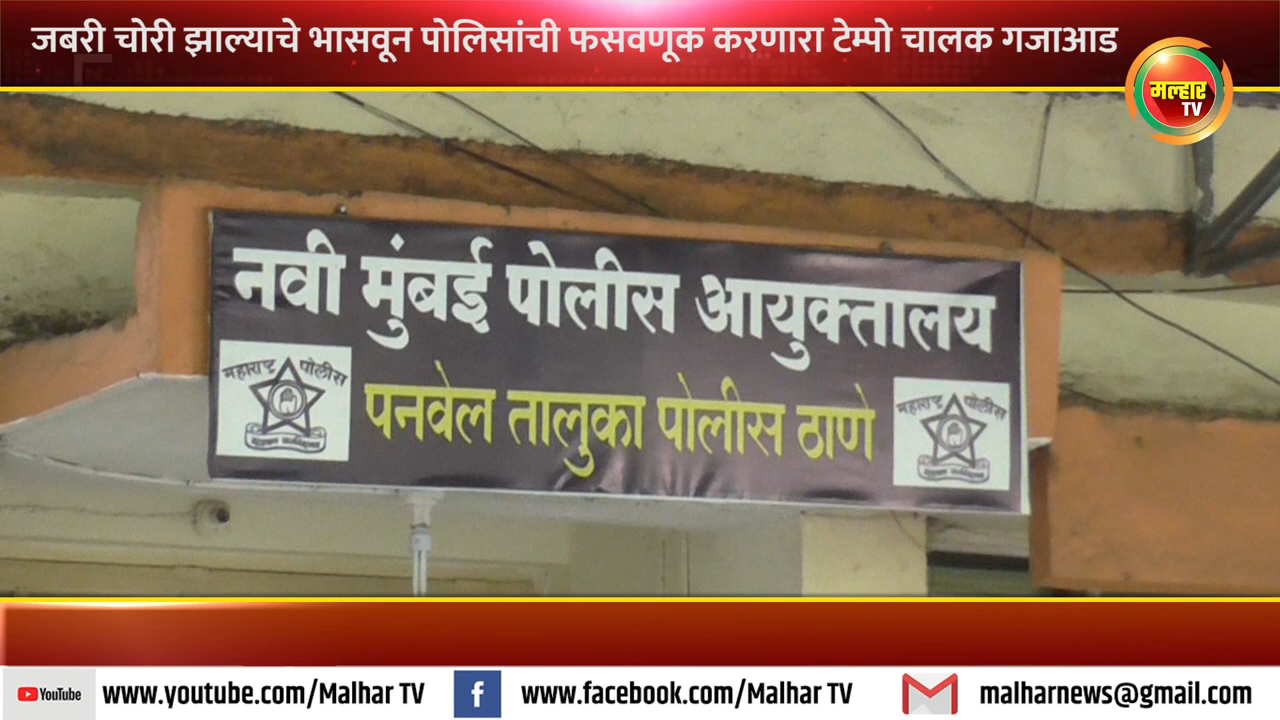 जबरी चोरी झाल्याचे भासवून पोलिसांची फसवणूक करणारा टेम्पो चालक गजाआड
मल्हार
TV
नवी मुंबई पोलीस आयुक्तालय
महाराष्ट्र पोलीस
पनवेल तालुका पोलीस ठाणे
महाराष्ट्र पोलीस
YouTube
www.youtube.com/Malhar TV
f
www.facebook.com/Malhar TV
malharnews@gmail.com